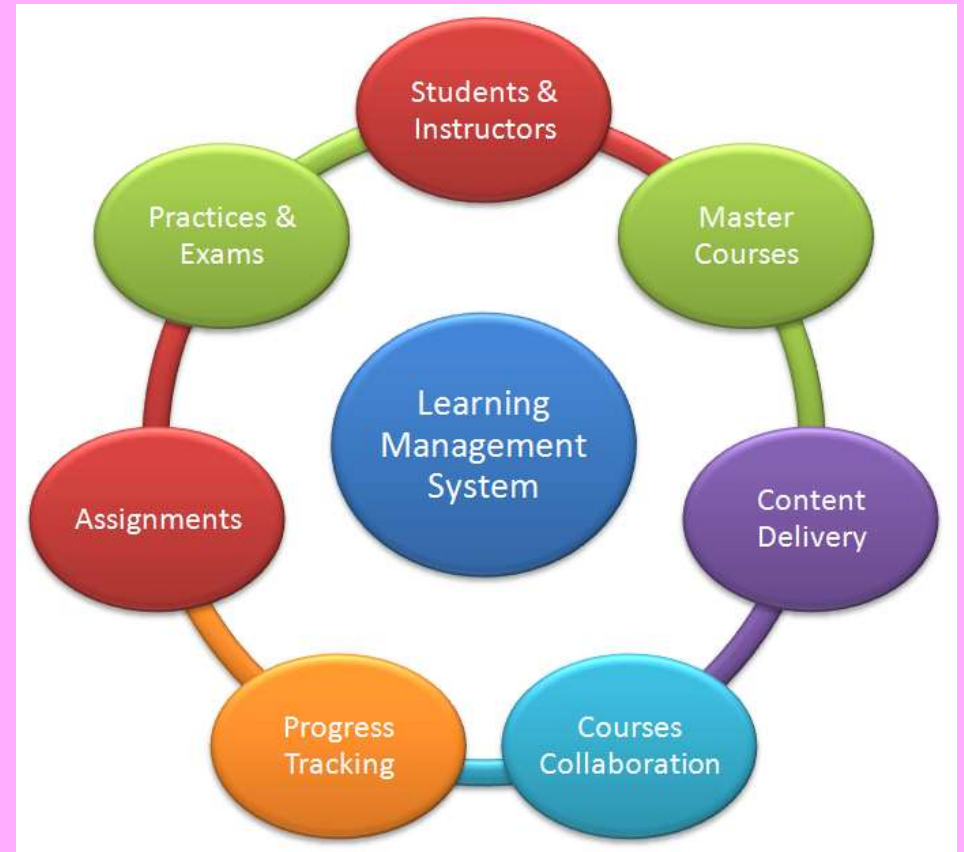 Students &
Instructors
Master
Courses
Content
Delivery
Courses
Collaboration
Progress
Tracking
Assignments
Practices &
Exams
Learning
Management
System